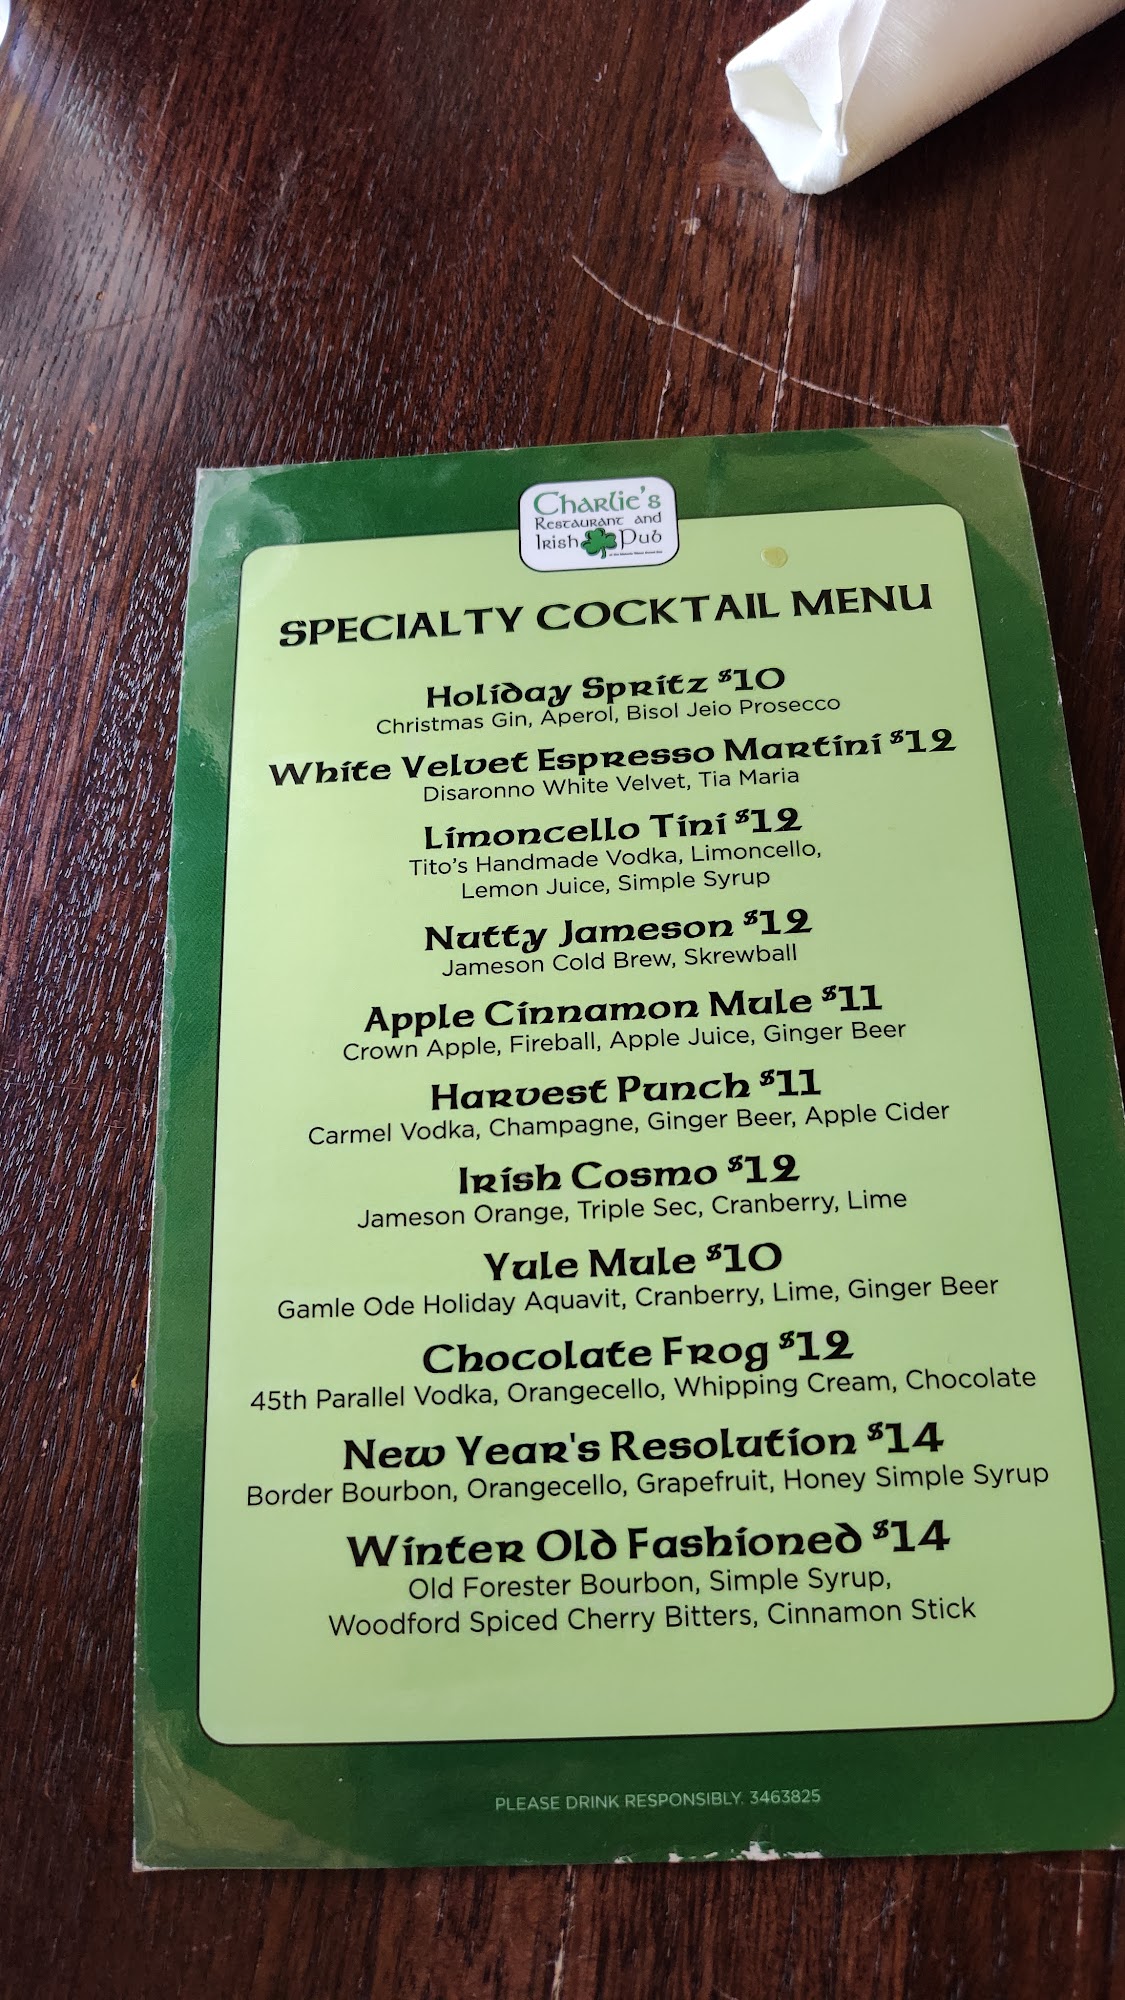 Charlie's
Restaurant and
Irish Pub
SPECIALTY COCKTAIL MENU
Holiday Spritz $10
Christmas Gin, Aperol, Bisol Jeio Prosecco
White Velvet Espresso Martini $12
Disaronno White Velvet, Tia Maria
Limoncello Tini $12
Tito's Handmade Vodka, Limoncello,
Lemon Juice, Simple Syrup
Nutty Jameson $12
Jameson Cold Brew, Skrewball
Apple Cinnamon Mule $11
Crown Apple, Fireball, Apple Juice, Ginger Beer
Harvest Punch $11
Carmel Vodka, Champagne, Ginger Beer, Apple Cider
Irish Cosmo $12
Jameson Orange, Triple Sec, Cranberry, Lime
Yule Mule $10
Gamle Ode Holiday Aquavit, Cranberry, Lime, Ginger Beer
Chocolate Frog $12
45th Parallel Vodka, Orangecello, Whipping Cream, Chocolate
New Year's Resolution $14
Border Bourbon, Orangecello, Grapefruit, Honey Simple Syrup
Winter Old Fashioned $14
Old Forester Bourbon, Simple Syrup,
Woodford Spiced Cherry Bitters, Cinnamon Stick
PLEASE DRINK RESPONSIBLY. 3463825